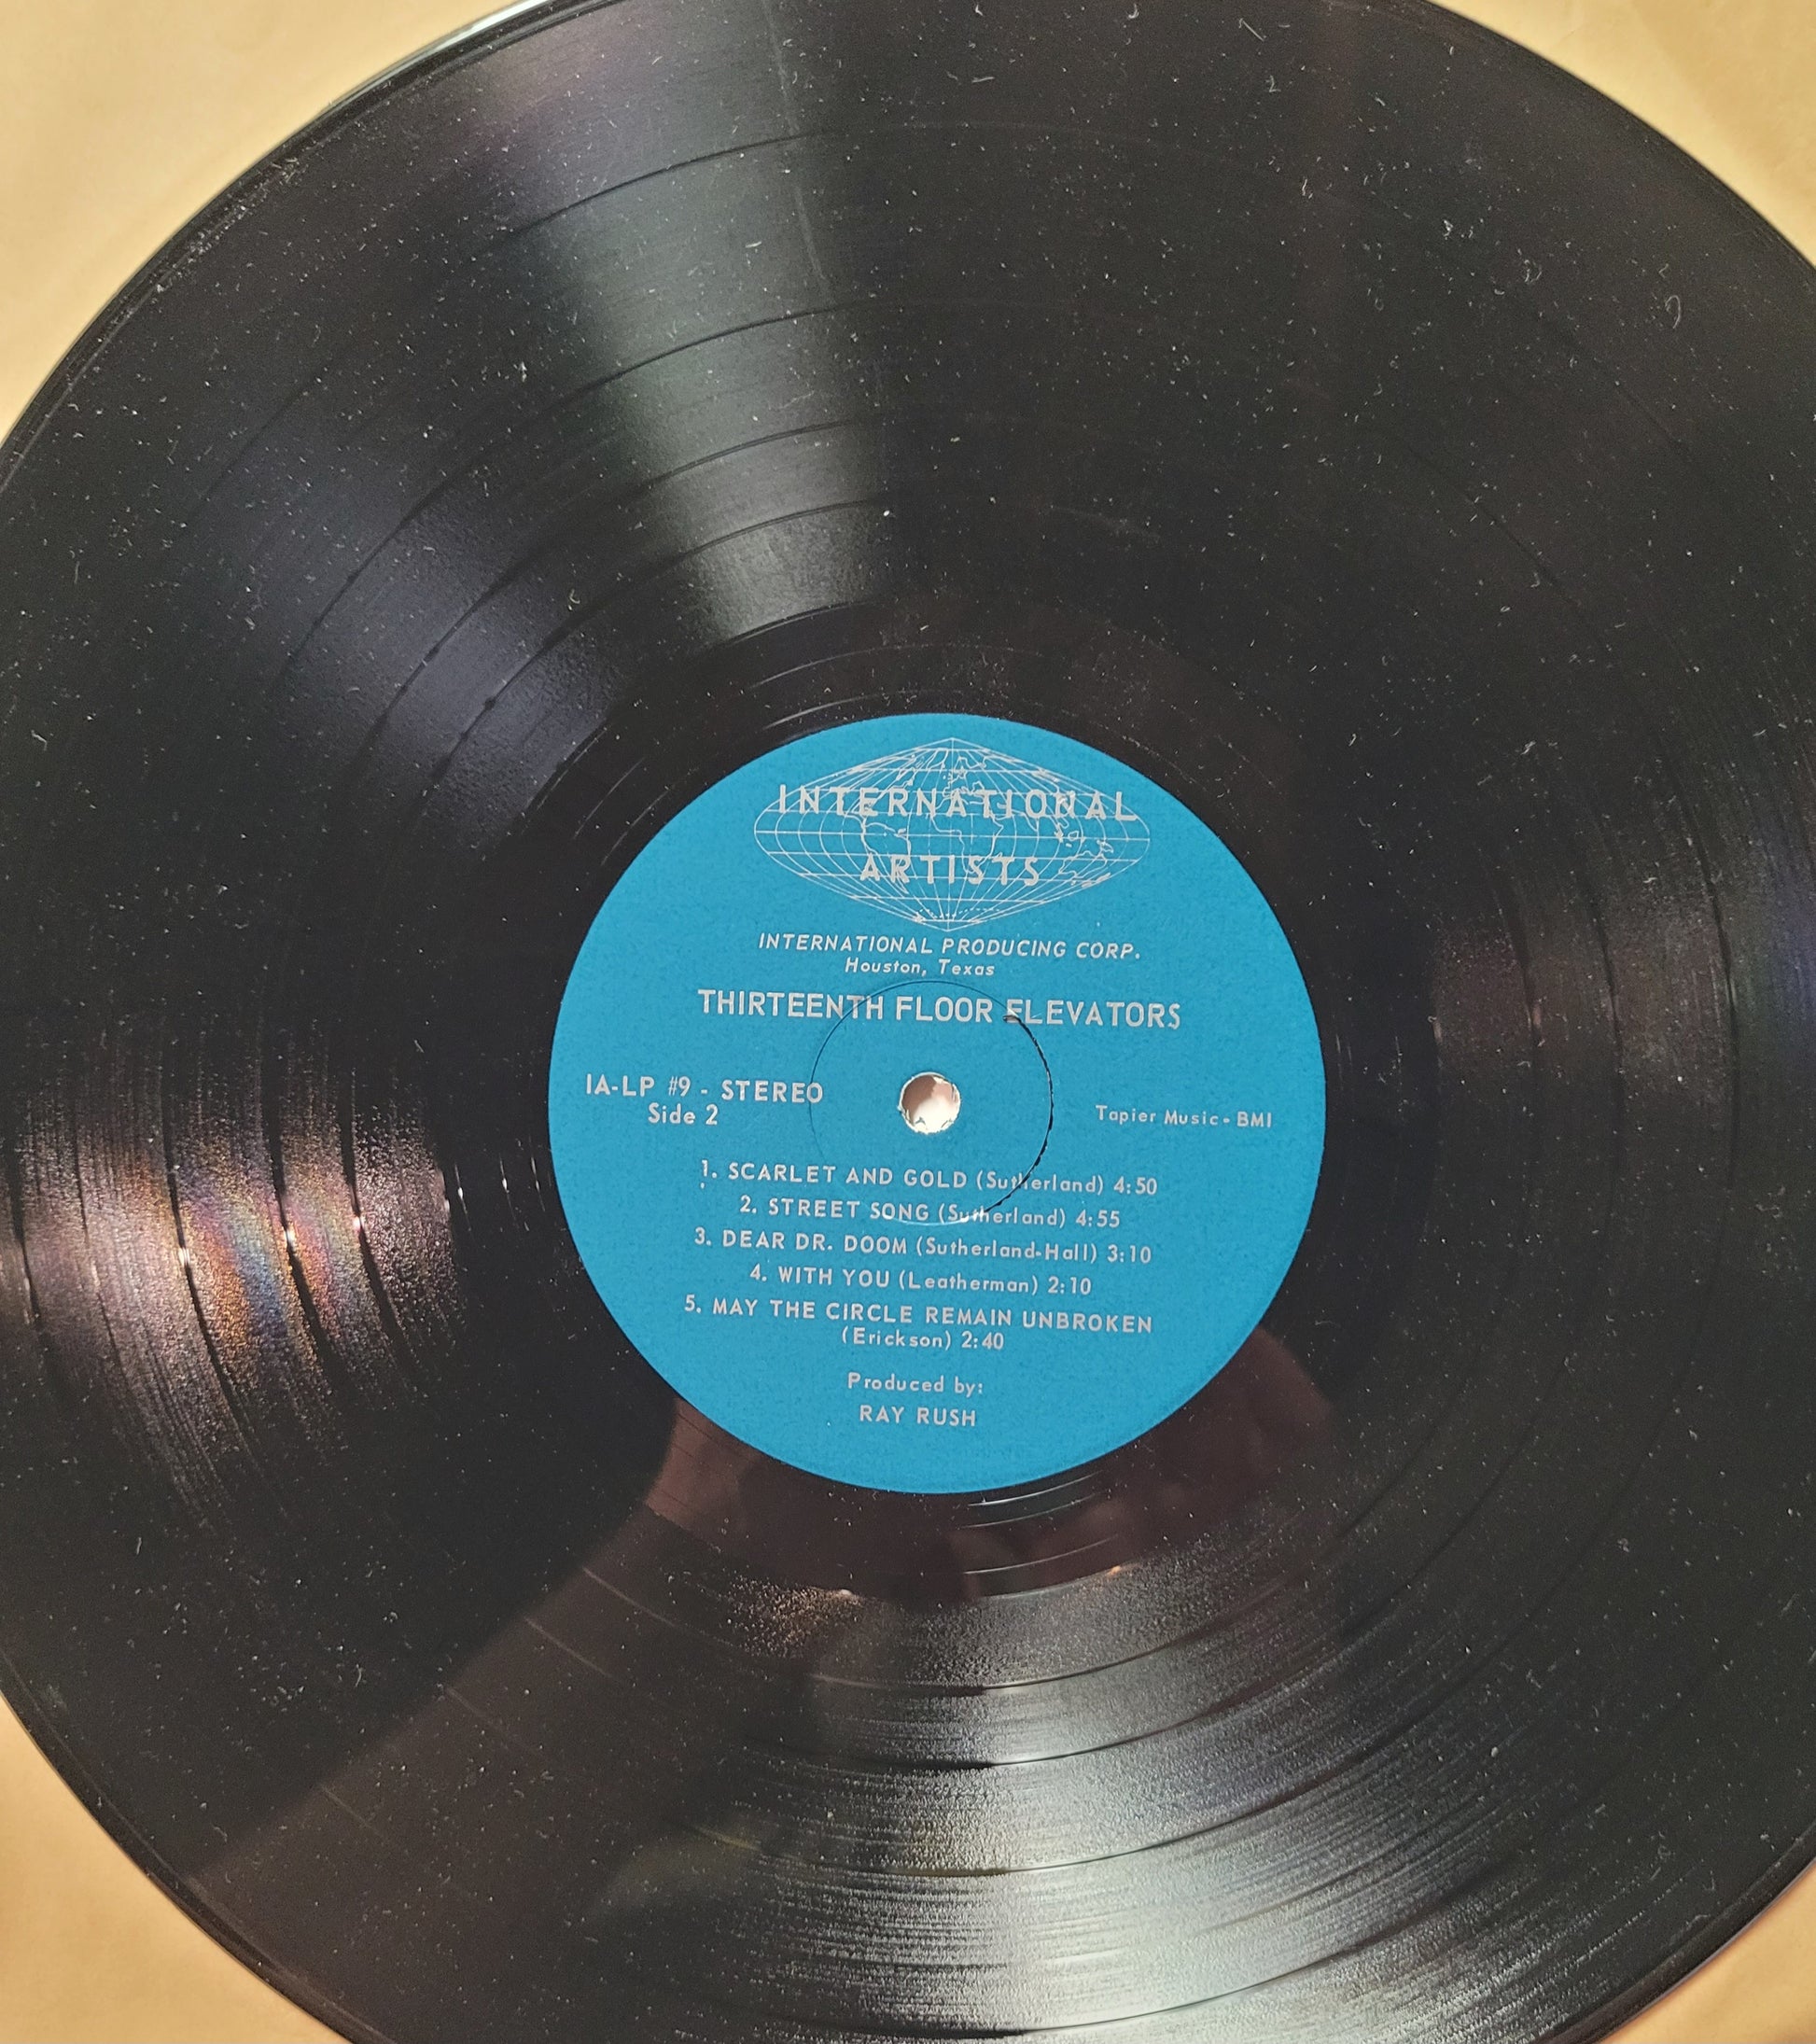 INTERNATIONAL
ARTISTS
INTERNATIONAL PRODUCING CORP.
Houston, Texas
THIRTEENTH FLOOR ELEVATORS
IA-LP #9 - STEREO
Side 2
Tapier Music - BMI
1. SCARLET AND GOLD (Sutherland) 4:50
2. STREET SONG (Sutherland) 4:55
3. DEAR DR. DOOM (Sutherland-Hall) 3:10
4. WITH YOU (Leatherman) 2:10
5. MAY THE CIRCLE REMAIN UNBROKEN
(Erickson) 2:40
Produced by:
RAY RUSH